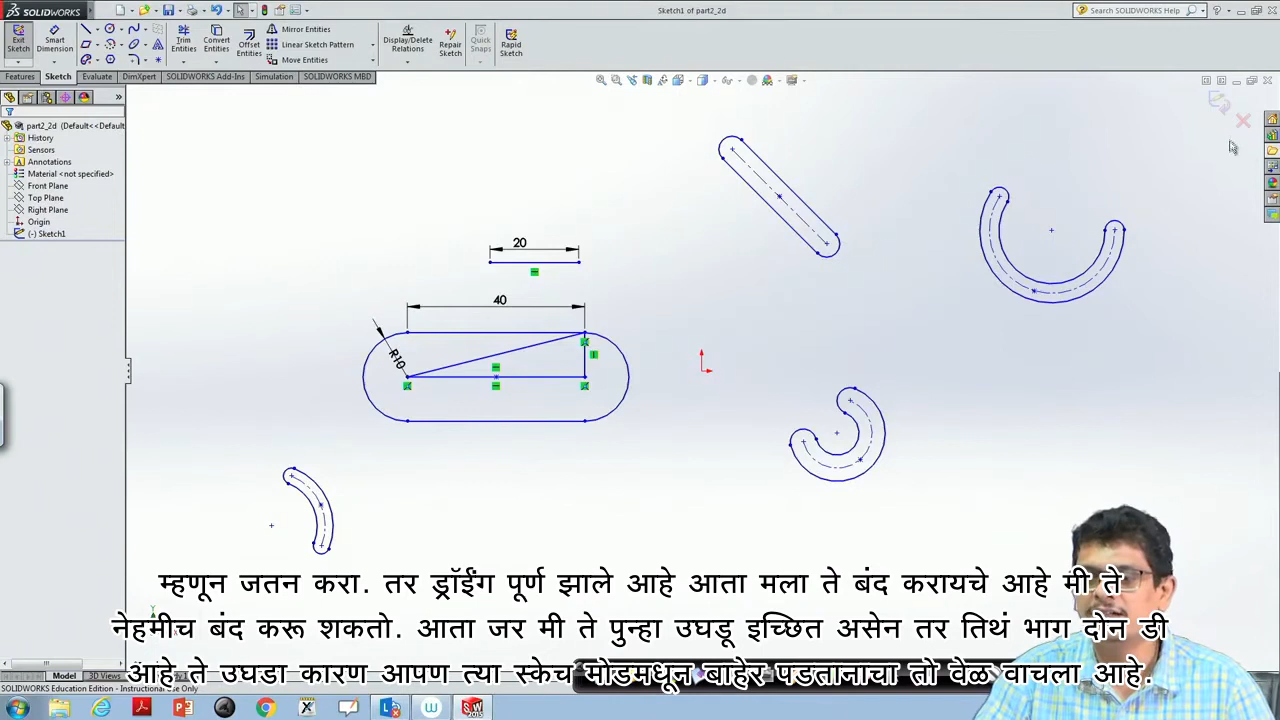 SOLIDWORKS
Sketch1 of part2_2d
Search SOLIDWORKS Help
Exit Sketch
Smart Dimension
Trim Entities
Convert Entities
Offset Entities
Mirror Entities
Linear Sketch Pattern
Move Entities
Display/Delete Relations
Repair Sketch
Quick Snaps
Rapid Sketch
Features Sketch Evaluate DimXpert SOLIDWORKS Add-Ins Simulation SOLIDWORKS MBD
part2_2d (Default<<Default
History
Sensors
Annotations
Material <not specified>
Front Plane
Top Plane
Right Plane
Origin
(-) Sketch1
20
40
R10
म्हणून जतन करा. तर ड्रॉईंग पूर्ण झाले आहे आता मला ते बंद करायचे आहे मी ते
नेहमीच बंद करू शकतो. आता जर मी ते पुन्हा उघडू इच्छित असेन तर तिथं भाग दोन डी
आहे ते उघडा कारण आपण त्या स्केच मोडमधून बाहेर पडतानाचा तो वेळ वाचला आहे.
Model 3D Views
SOLIDWORKS Education Edition - Instructional Use Only